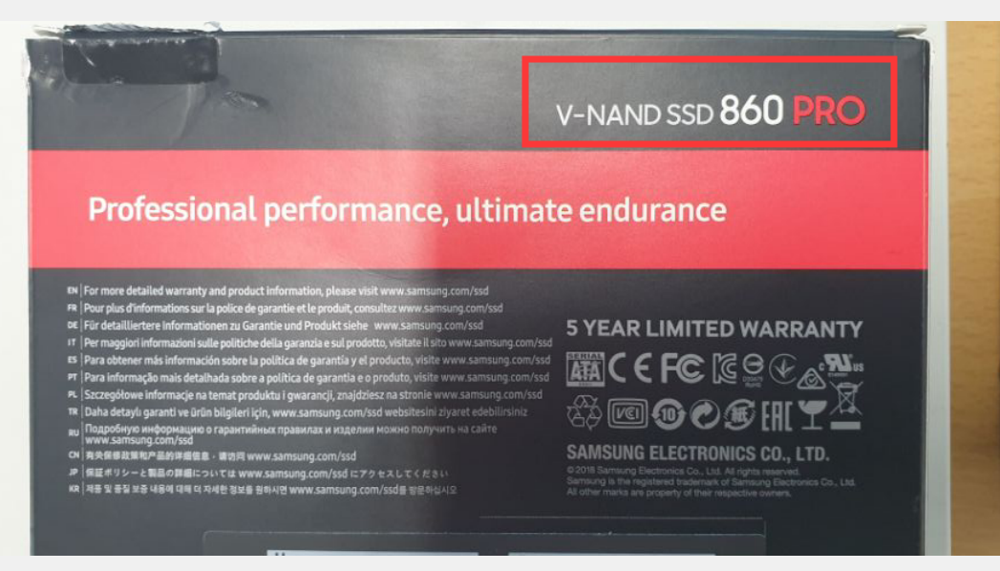 V-NAND SSD 860 PRO
Professional performance, ultimate endurance
EN For more detailed warranty and product information, please visit www.samsung.com/ssd
FR Pour plus d'informations sur la police de garantie et le produit, consultez www.samsung.com/ssd
DE Für detailliertere Informationen zu Garantie und Produkt siehe www.samsung.com/ssd
IT Per maggiori informazioni sulle politiche della garanzia e sul prodotto, visitate il sito www.samsung.com/ssd
ES Para obtener más información sobre la política de garantía y el producto, visite www.samsung.com/ssd
PT Para informação mais detalhada sobre a política de garantia e o produto, visite www.samsung.com/ssd
PL Szczegółowe informacje na temat produktu i gwarancji, znajdziesz na stronie www.samsung.com/ssd
TR Daha detaylı garanti ve ürün bilgileri için, www.samsung.com/ssd websitesini ziyaret edebilirsiniz
RU Подробную информацию о гарантийных правилах и изделии можно получить на сайте
www.samsung.com/ssd
CN 有关保修政策和产品的详细信息，请访问 www.samsung.com/ssd
JP 保証ポリシーと製品の詳細については www.samsung.com/ssd にアクセスしてください
KR 제품 및 품질 보증 내용에 대해 더 자세한 정보를 원하시면 www.samsung.com/ssd를 방문하십시오
5 YEAR LIMITED WARRANTY
SERIAL
ATA CE FC c US
VCI 10 EAC
SAMSUNG ELECTRONICS CO., LTD.
©2018 Samsung Electronics Co., Ltd. All rights reserved.
Samsung is the registered trademark of Samsung Electronics Co., Ltd.
All other marks are property of their respective owners.